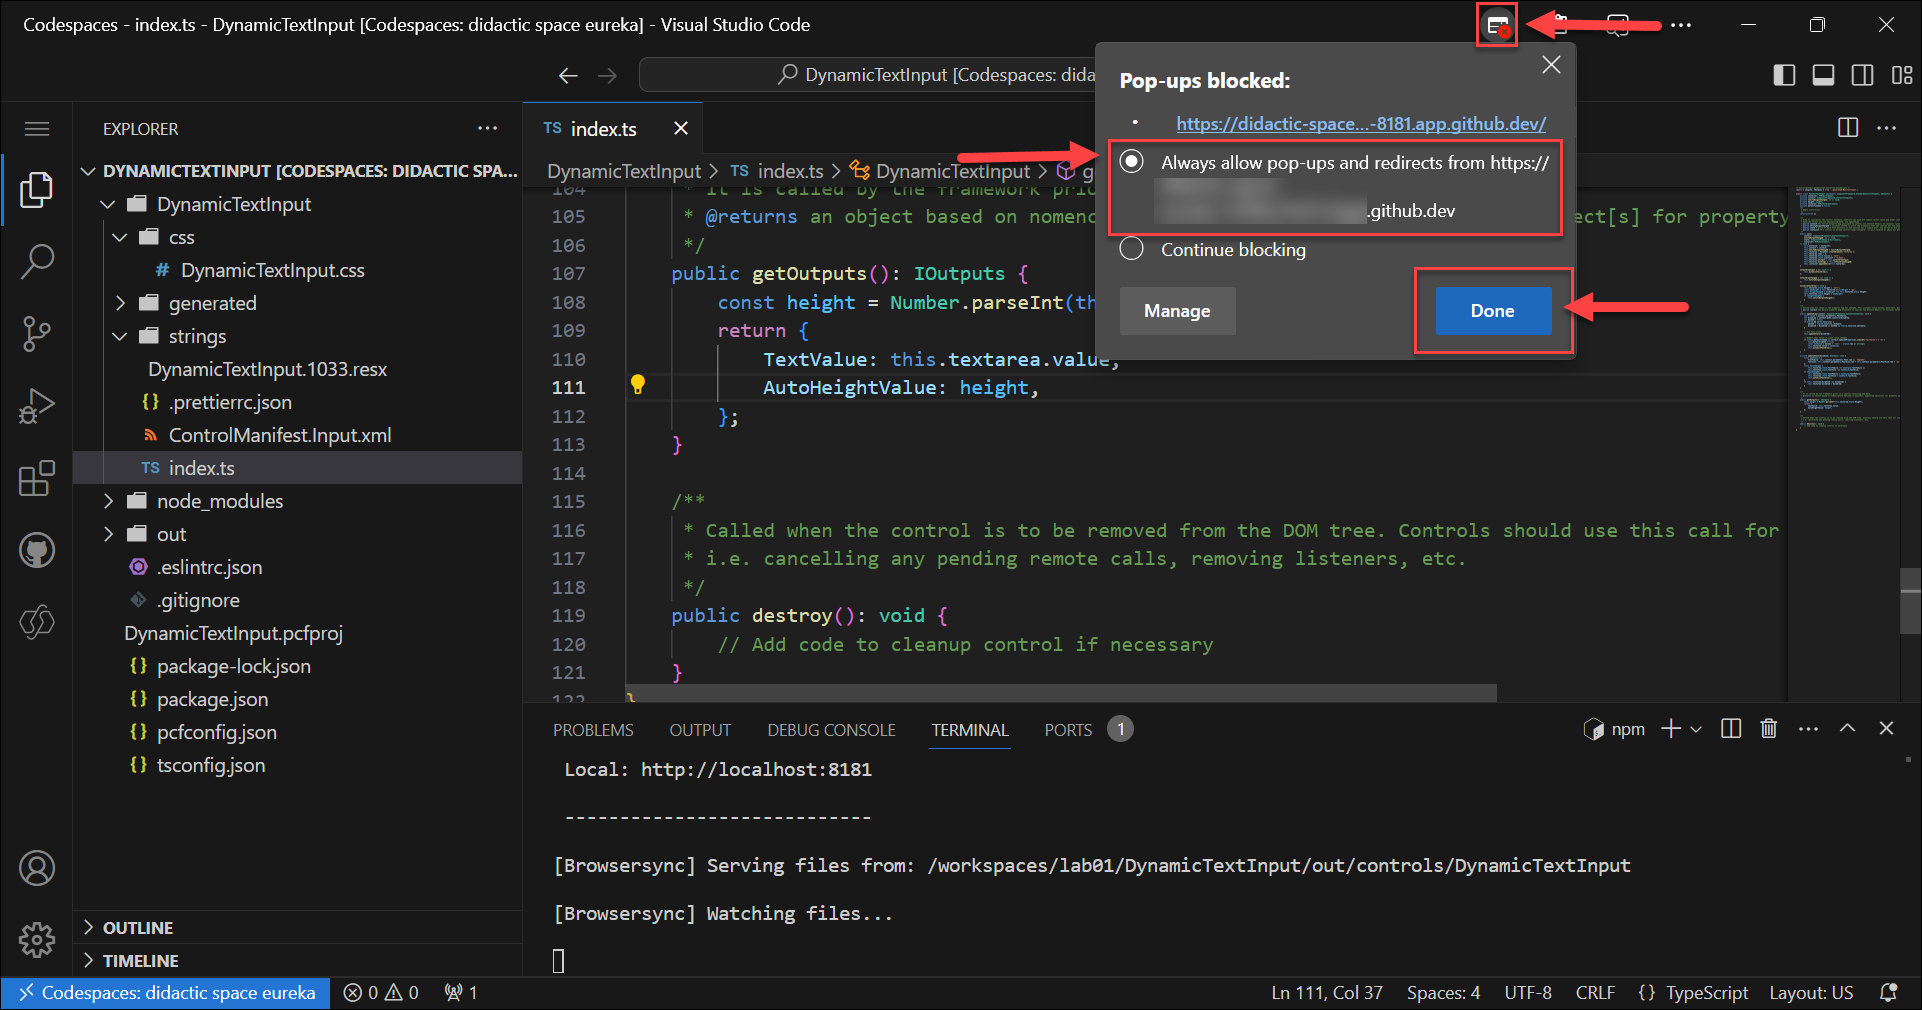 Codespaces - index.ts - DynamicTextInput [Codespaces: didactic space eureka] - Visual Studio Code
DynamicTextInput [Codespaces: dida
Pop-ups blocked:
• https://didactic-space...-8181.app.github.dev/
Always allow pop-ups and redirects from https://
.github.dev
Continue blocking
Manage
Done
EXPLORER
DYNAMICTEXTINPUT [CODESPACES: DIDACTIC SPA...
DynamicTextInput
css
# DynamicTextInput.css
generated
strings
DynamicTextInput.1033.resx
{} .prettierrc.json
ControlManifest.Input.xml
TS index.ts
node_modules
out
.eslintrc.json
.gitignore
DynamicTextInput.pcfproj
{} package-lock.json
{} package.json
{} pcfconfig.json
{} tsconfig.json
OUTLINE
TIMELINE
TS index.ts
DynamicTextInput > TS index.ts > DynamicTextInput > g
104 * It is called by the framework prio
105 * @returns an object based on nomenc ect[s] for property
106 */
107 public getOutputs(): IOutputs {
108 const height = Number.parseInt(th
109 return {
110 TextValue: this.textarea.value,
111 AutoHeightValue: height,
112 };
113 }
114
115 /**
116 * Called when the control is to be removed from the DOM tree. Controls should use this call for
117 * i.e. cancelling any pending remote calls, removing listeners, etc.
118 */
119 public destroy(): void {
120 // Add code to cleanup control if necessary
121 }
122 }
PROBLEMS OUTPUT DEBUG CONSOLE TERMINAL PORTS 1
npm
Local: http://localhost:8181
----------------------------
[Browsersync] Serving files from: /workspaces/lab01/DynamicTextInput/out/controls/DynamicTextInput
[Browsersync] Watching files...
Codespaces: didactic space eureka 0 0 1
Ln 111, Col 37 Spaces: 4 UTF-8 CRLF {} TypeScript Layout: US